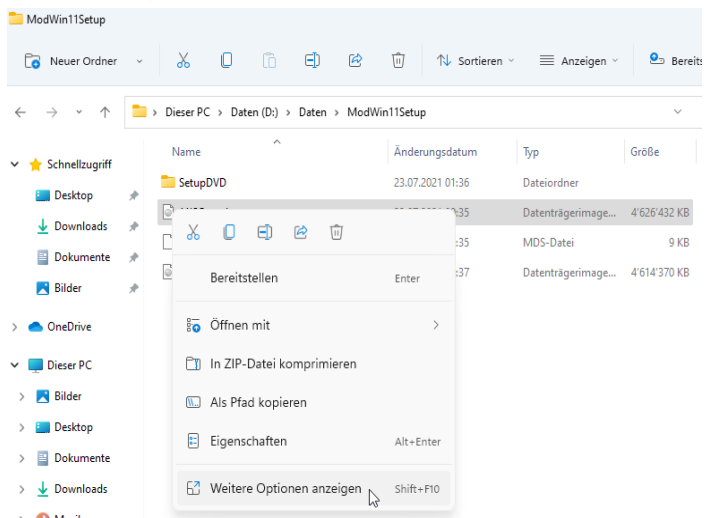 ModWin11Setup
Neuer Ordner
Sortieren
Anzeigen
Bereits
Dieser PC > Daten (D:) > Daten > ModWin11Setup
Name
Änderungsdatum
Typ
Größe
Schnellzugriff
Desktop
Downloads
Dokumente
Bilder
OneDrive
Dieser PC
Bilder
Desktop
Dokumente
Downloads
SetupDVD 23.07.2021 01:36 Dateiordner
:35 Datenträgerimage... 4'626'432 KB
:35 MDS-Datei 9 KB
:37 Datenträgerimage... 4'614'370 KB
Bereitstellen Enter
Öffnen mit
In ZIP-Datei komprimieren
Als Pfad kopieren
Eigenschaften Alt+Enter
Weitere Optionen anzeigen Shift+F10